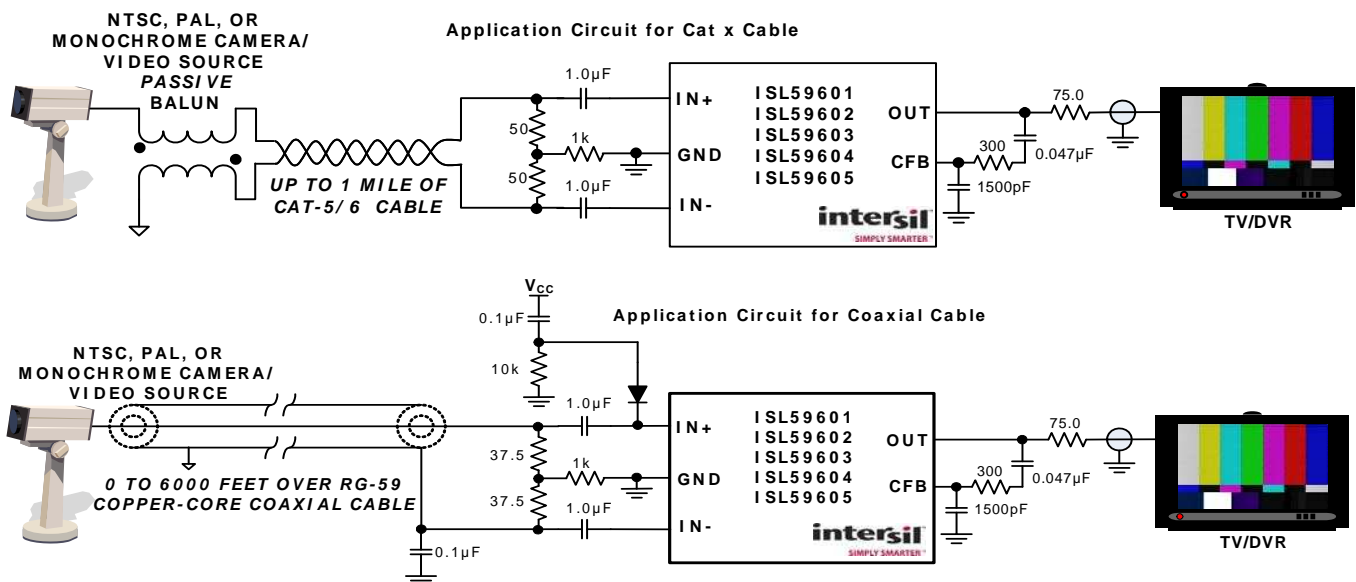 NTSC, PAL, OR
MONOCHROME CAMERA/
VIDEO SOURCE
PASSIVE
BALUN
Application Circuit for Cat x Cable
1.0µF
50
1k
50
1.0µF
UP TO 1 MILE OF
CAT-5/6 CABLE
IN+
GND
IN-
ISL59601
ISL59602
ISL59603
ISL59604
ISL59605
OUT
CFB
intersil
SIMPLY SMARTER™
75.0
300
0.047µF
1500pF
TV/DVR
Application Circuit for Coaxial Cable
VCC
0.1µF
10k
NTSC, PAL, OR
MONOCHROME CAMERA/
VIDEO SOURCE
0 TO 6000 FEET OVER RG-59
COPPER-CORE COAXIAL CABLE
1.0µF
37.5
1k
37.5
1.0µF
0.1µF
IN+
GND
IN-
ISL59601
ISL59602
ISL59603
ISL59604
ISL59605
OUT
CFB
intersil
SIMPLY SMARTER™
75.0
300
0.047µF
1500pF
TV/DVR